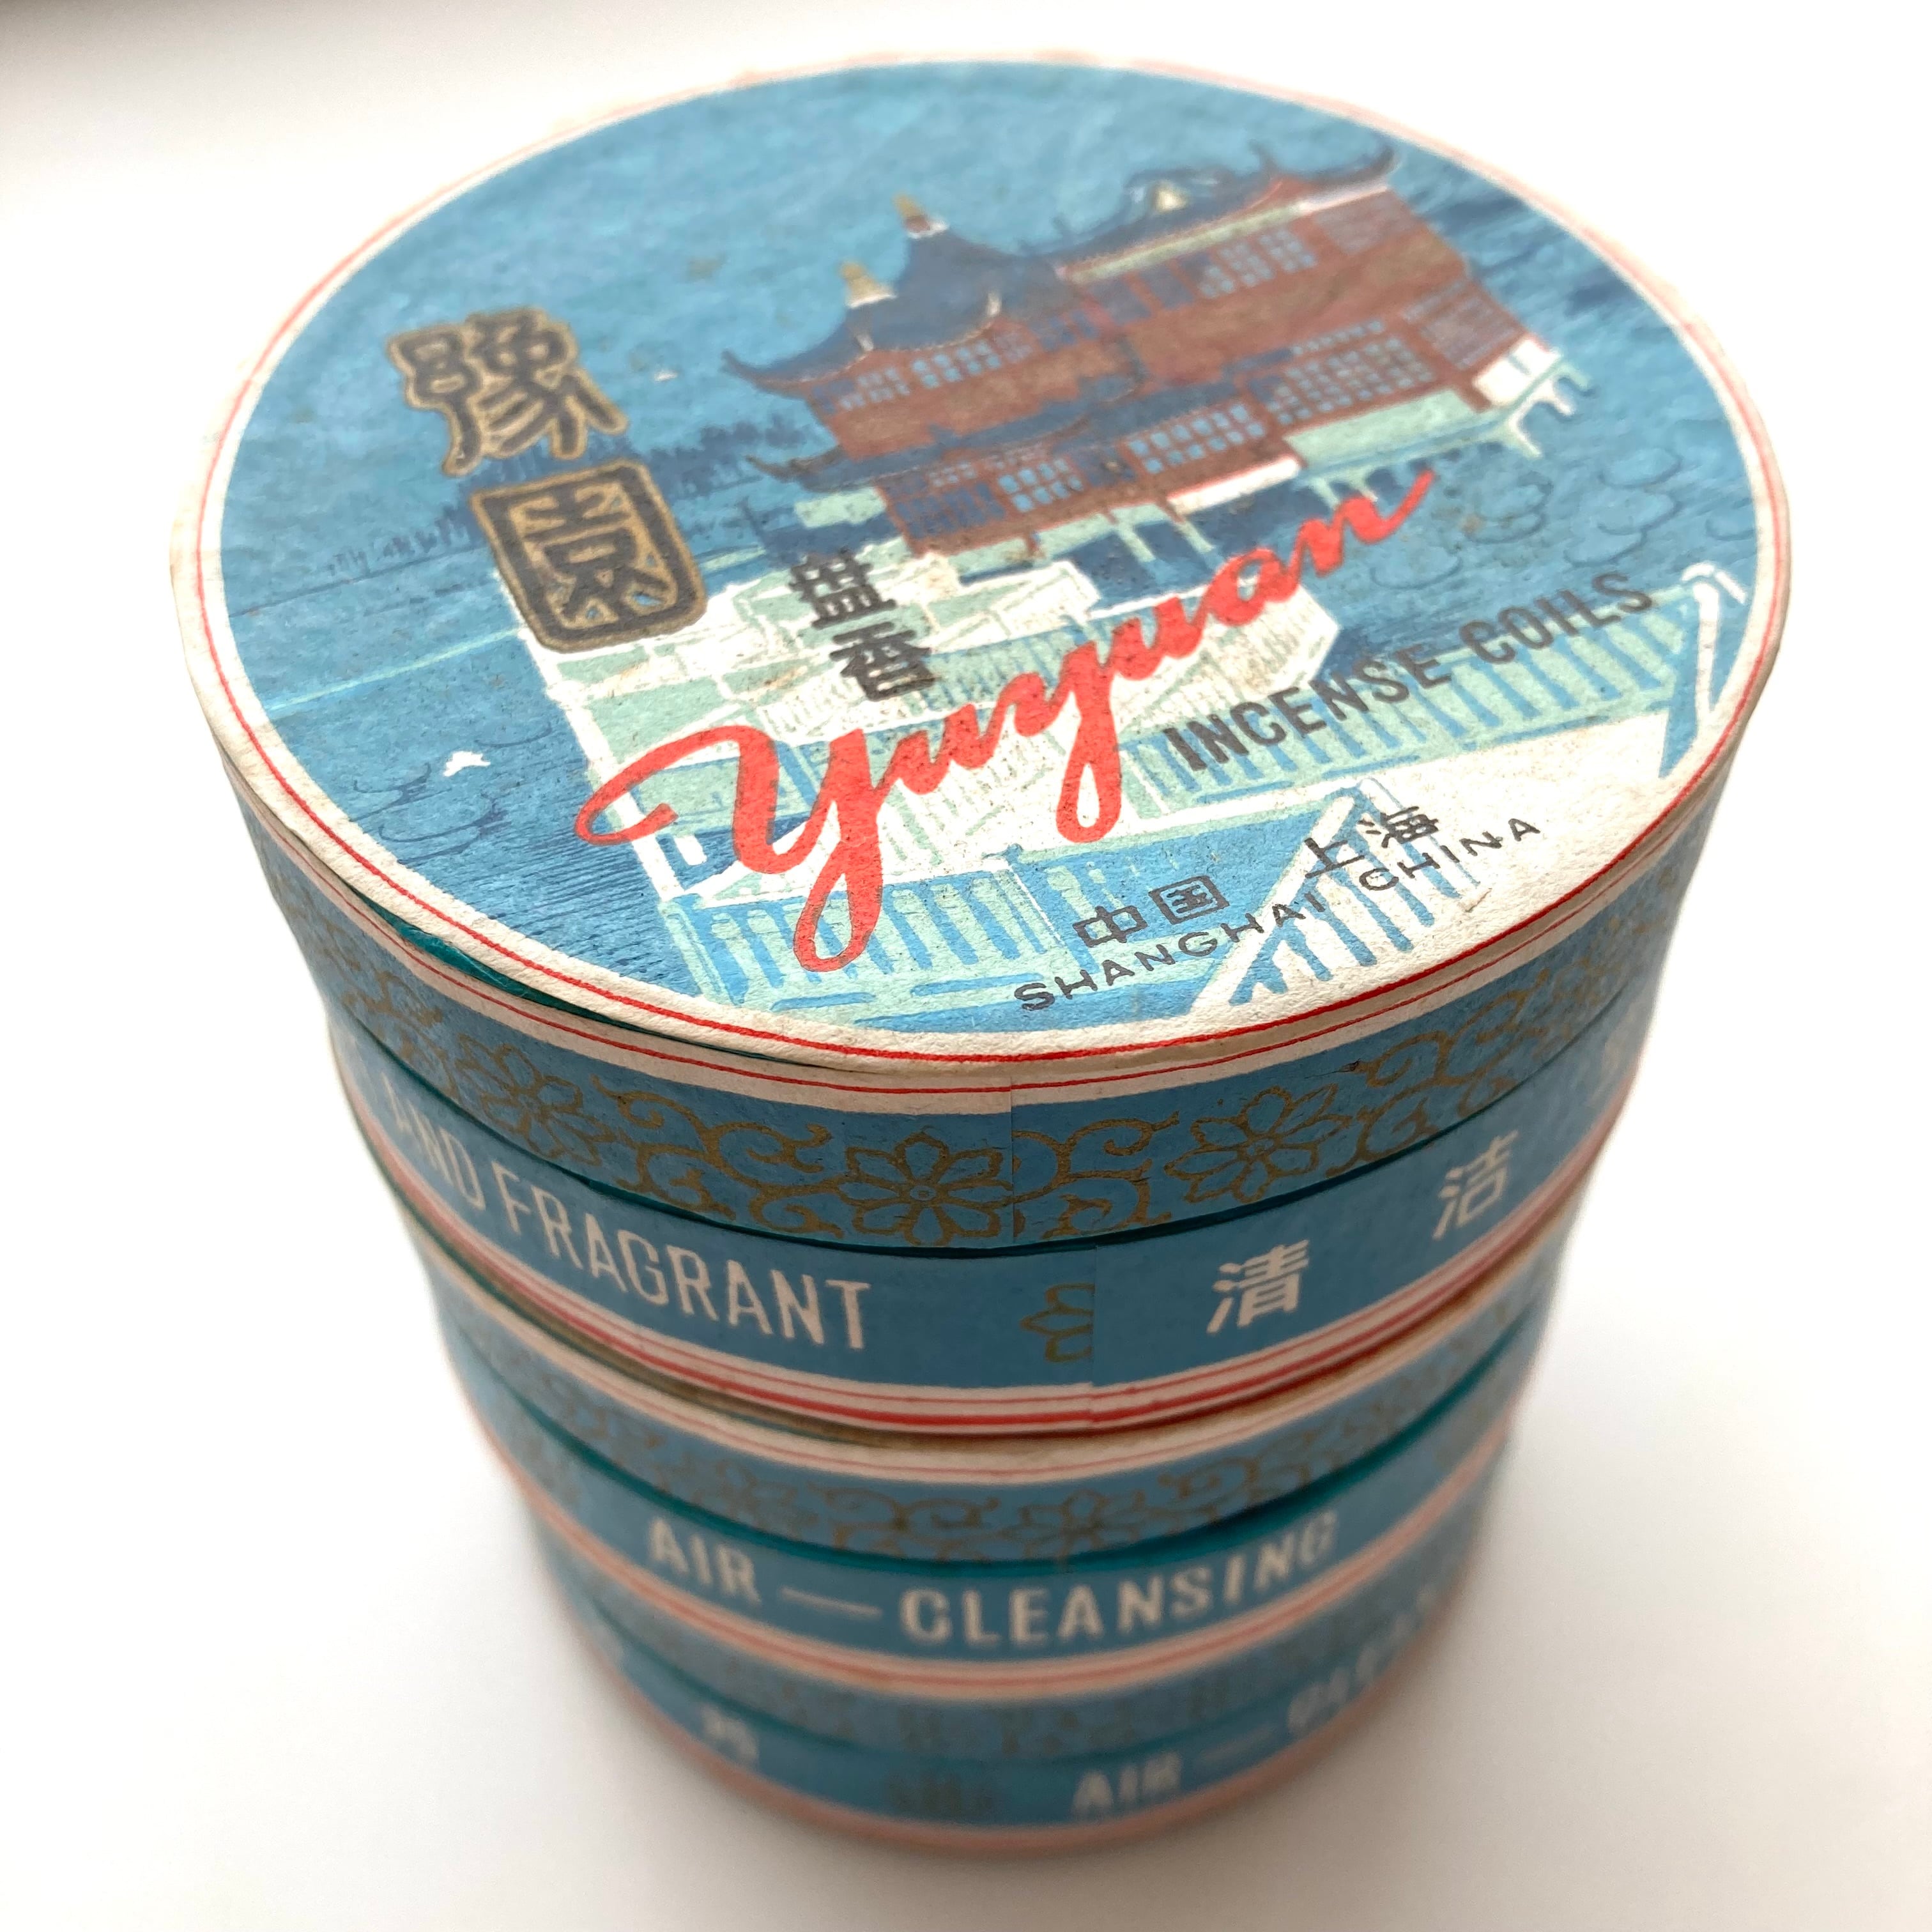 豫園
盘香
Yuyuan
INCENSE COILS
中国 上海
SHANGHAI CHINA
AND FRAGRANT
清 洁
AIR — CLEANSING
AIR —